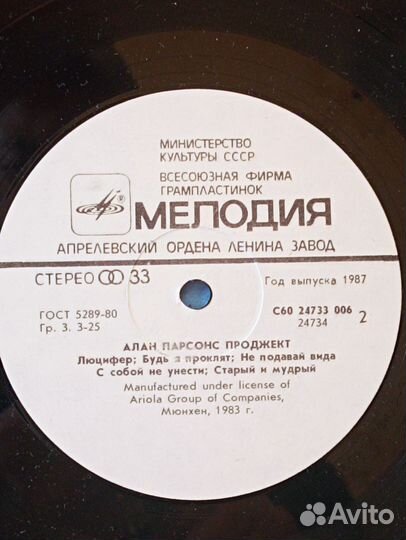 МИНИСТЕРСТВО
КУЛЬТУРЫ СССР
ВСЕСОЮЗНАЯ ФИРМА
ГРАМПЛАСТИНОК
®
МЕЛОДИЯ
АПРЕЛЕВСКИЙ ОРДЕНА ЛЕНИНА ЗАВОД
СТЕРЕО 33
Год выпуска 1987
ГОСТ 5289-80
Гр. 3. 3-25
С60 24733 006
24734 2
АЛАН ПАРСОНС ПРОДЖЕКТ
Люцифер; Будь я проклят; Не подавай вида
С собой не унести; Старый и мудрый
Manufactured under license of
Ariola Group of Companies,
Мюнхен, 1983 г.
Avito